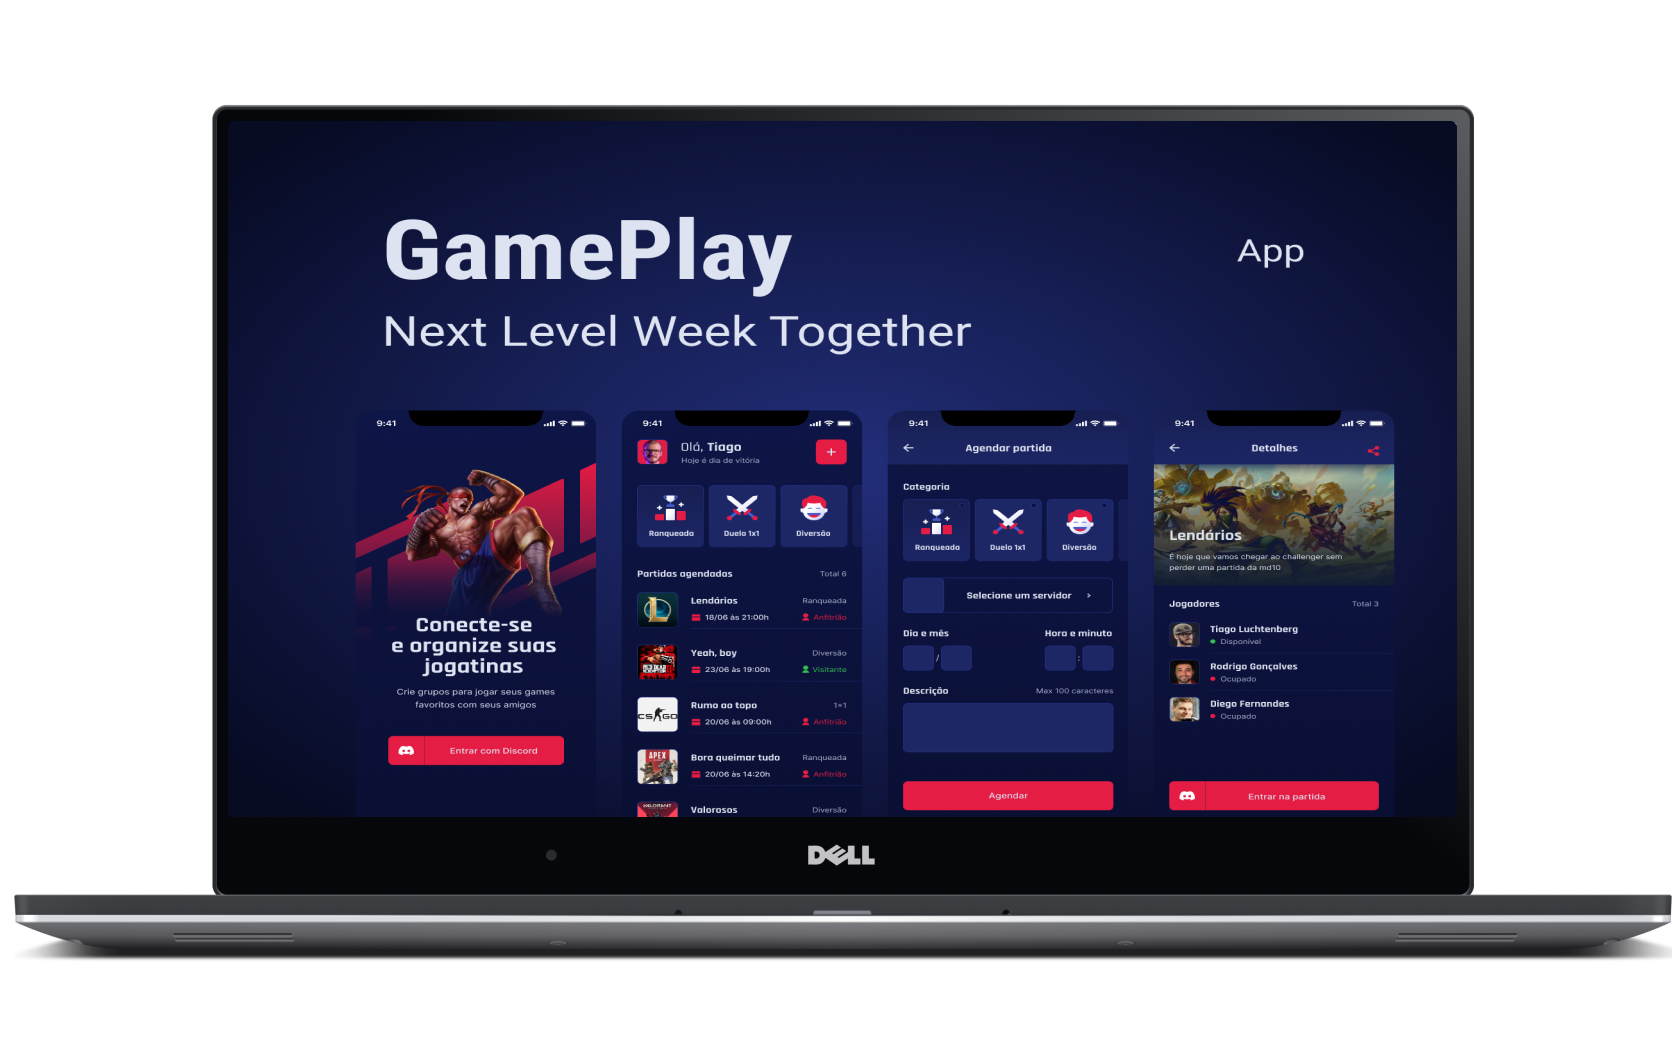 GamePlay
App
Next Level Week Together
9:41
Conecte-se
e organize suas
jogatinas
Crie grupos para jogar seus games
favoritos com seus amigos
Entrar com Discord
9:41
Olá, Tiago
Hoje é dia de vitória
+
Ranqueada
Duelo 1x1
Diversão
Partidas agendadas
Total 6
Lendários
Ranqueada
18/06 às 21:00h
Anfitrião
Yeah, boy
Diversão
23/06 às 19:00h
Visitante
CS GO
Rumo ao topo
1×1
20/06 às 09:00h
Anfitrião
APEX
Bora queimar tudo
Ranqueada
20/06 às 14:20h
Anfitrião
VALORANT
Valorosos
Diversão
9:41
Agendar partida
Categoria
Ranqueada
Duelo 1x1
Diversão
Selecione um servidor
Dia e mês
Hora e minuto
/
:
Descrição
Max 100 caracteres
Agendar
9:41
Detalhes
Lendários
É hoje que vamos chegar ao challenger sem
perder uma partida da md10
Jogadores
Total 3
Tiago Luchtenberg
Disponível
Rodrigo Gonçalves
Ocupado
Diego Fernandes
Ocupado
Entrar na partida
DELL